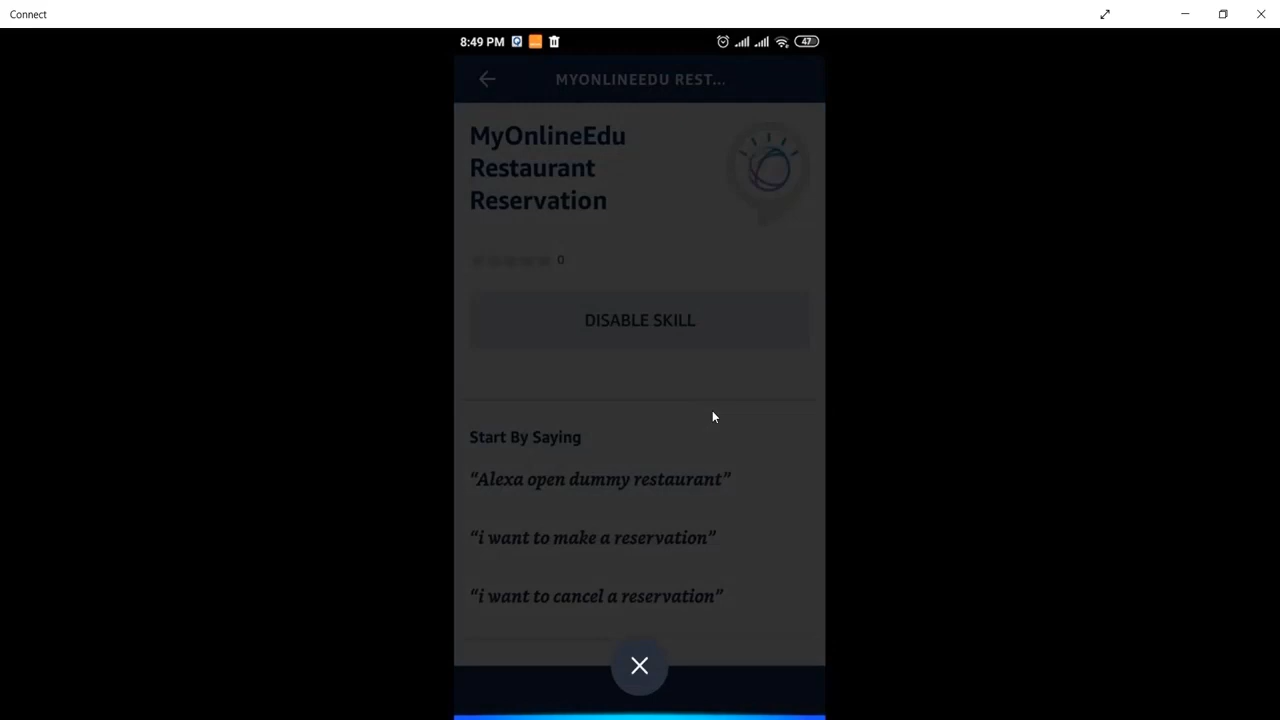 Connect
8:49 PM
47
MYONLINEEDU REST...
MyOnlineEdu
Restaurant
Reservation
0
DISABLE SKILL
Start By Saying
“Alexa open dummy restaurant”
“i want to make a reservation”
“i want to cancel a reservation”